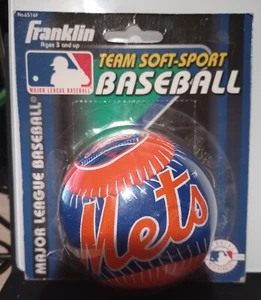 No.6516F
Franklin
Ages 3 and up
MAJOR LEAGUE BASEBALL
TEAM SOFT-SPORT
BASEBALL
MAJOR LEAGUE BASEBALL
Mets